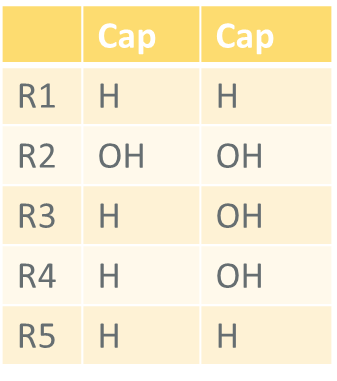 Cap Cap
R1 H H
R2 OH OH
R3 H OH
R4 H OH
R5 H H